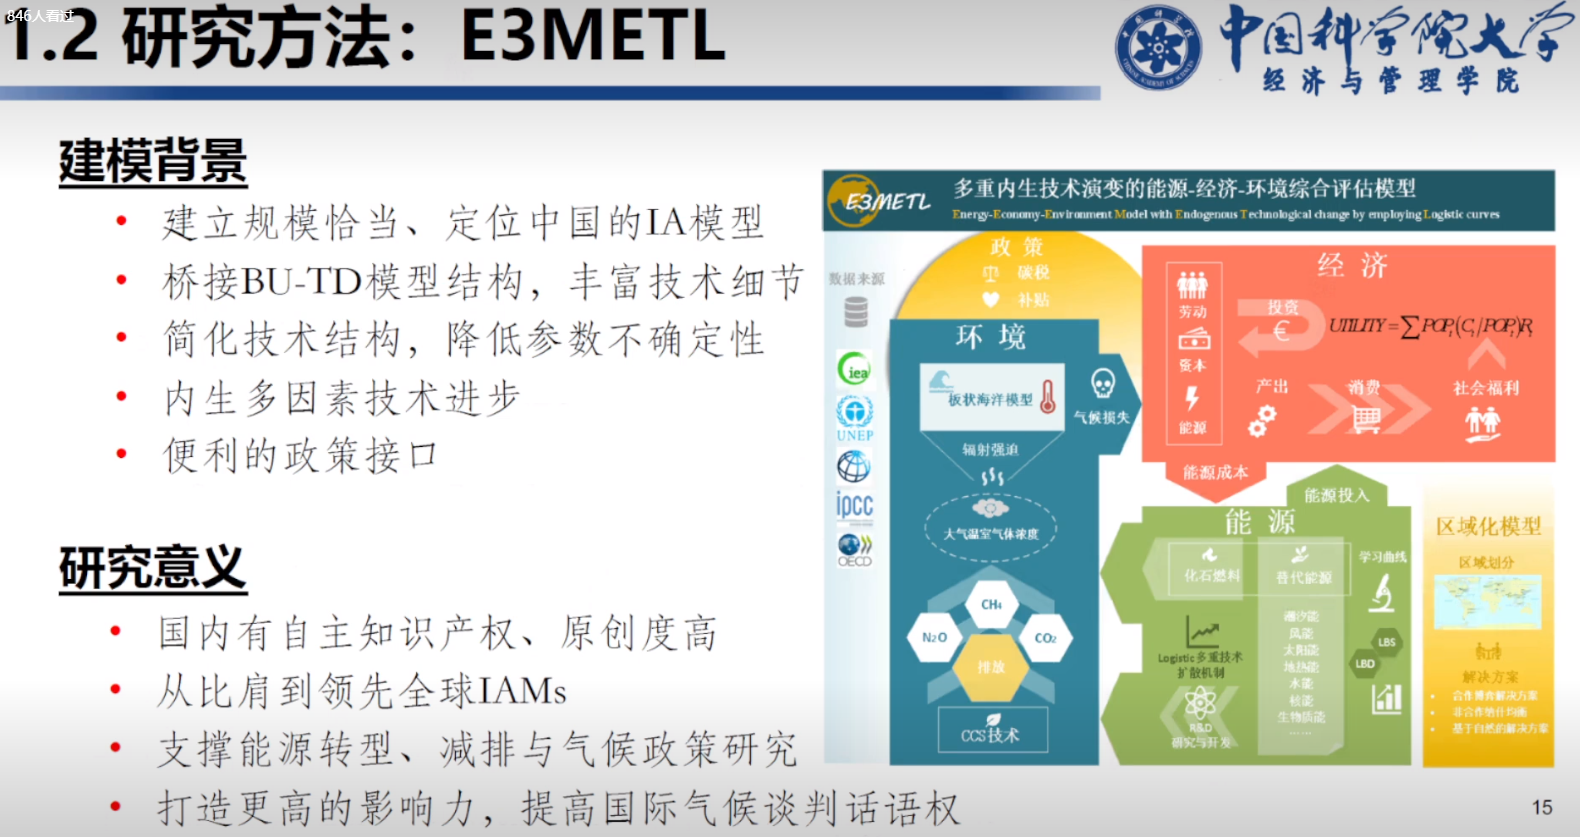 846人看过
1.2 研究方法：E3METL
中国科学院大学
经济与管理学院
建模背景
• 建立规模恰当、定位中国的IA模型
• 桥接BU-TD模型结构，丰富技术细节
• 简化技术结构，降低参数不确定性
• 内生多因素技术进步
• 便利的政策接口
研究意义
• 国内有自主知识产权、原创度高
• 从比肩到领先全球IAMs
• 支撑能源转型、减排与气候政策研究
• 打造更高的影响力，提高国际气候谈判话语权
E3METL
多重内生技术演变的能源-经济-环境综合评估模型
Energy-Economy-Environment Model with Endogenous Technological change by employing Logistic curves
数据来源
iea
UNEP
ipcc
OECD
政策
碳税
补贴
环境
板状海洋模型
气候损失
辐射强迫
大气温室气体浓度
CH₄
N₂O
CO₂
排放
CCS技术
经济
劳动
资本
能源
投资
€
UTILITY=∑POPₜ(Cₜ/POPₜ)Rₜ
产出
消费
社会福利
能源成本
能源投入
能源
化石燃料
替代能源
学习曲线
潮汐能
风能
太阳能
地热能
水能
核能
生物质能
……
Logistic多重技术
扩散机制
LBS
LBD
R&D
研究与开发
区域化模型
区域划分
解决方案
• 合作博弈解决方案
• 非合作纳什均衡
• 基于自然的解决方案
15